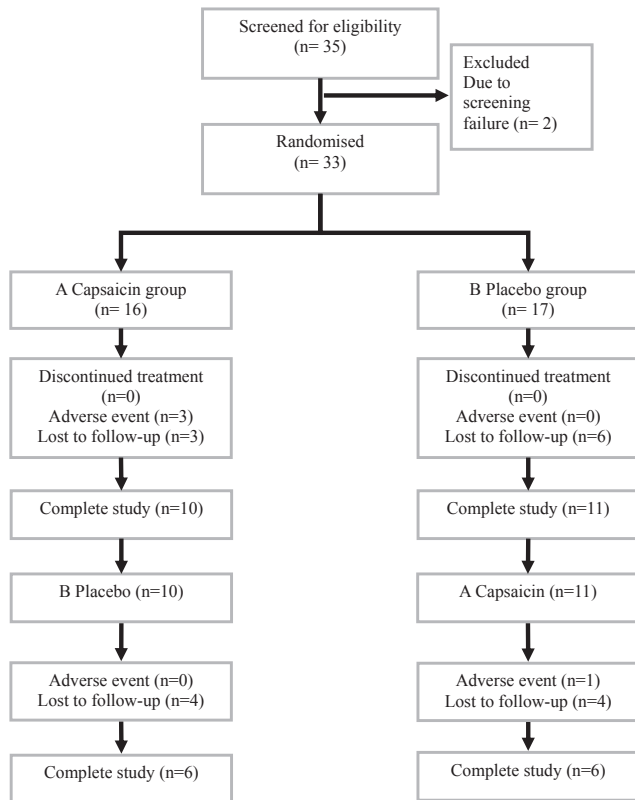 Screened for eligibility
(n= 35)
Excluded
Due to
screening
failure (n= 2)
Randomised
(n= 33)
A Capsaicin group
(n= 16)
B Placebo group
(n= 17)
Discontinued treatment
(n=0)
Adverse event (n=3)
Lost to follow-up (n=3)
Discontinued treatment
(n=0)
Adverse event (n=0)
Lost to follow-up (n=6)
Complete study (n=10)
Complete study (n=11)
B Placebo (n=10)
A Capsaicin (n=11)
Adverse event (n=0)
Lost to follow-up (n=4)
Adverse event (n=1)
Lost to follow-up (n=4)
Complete study (n=6)
Complete study (n=6)